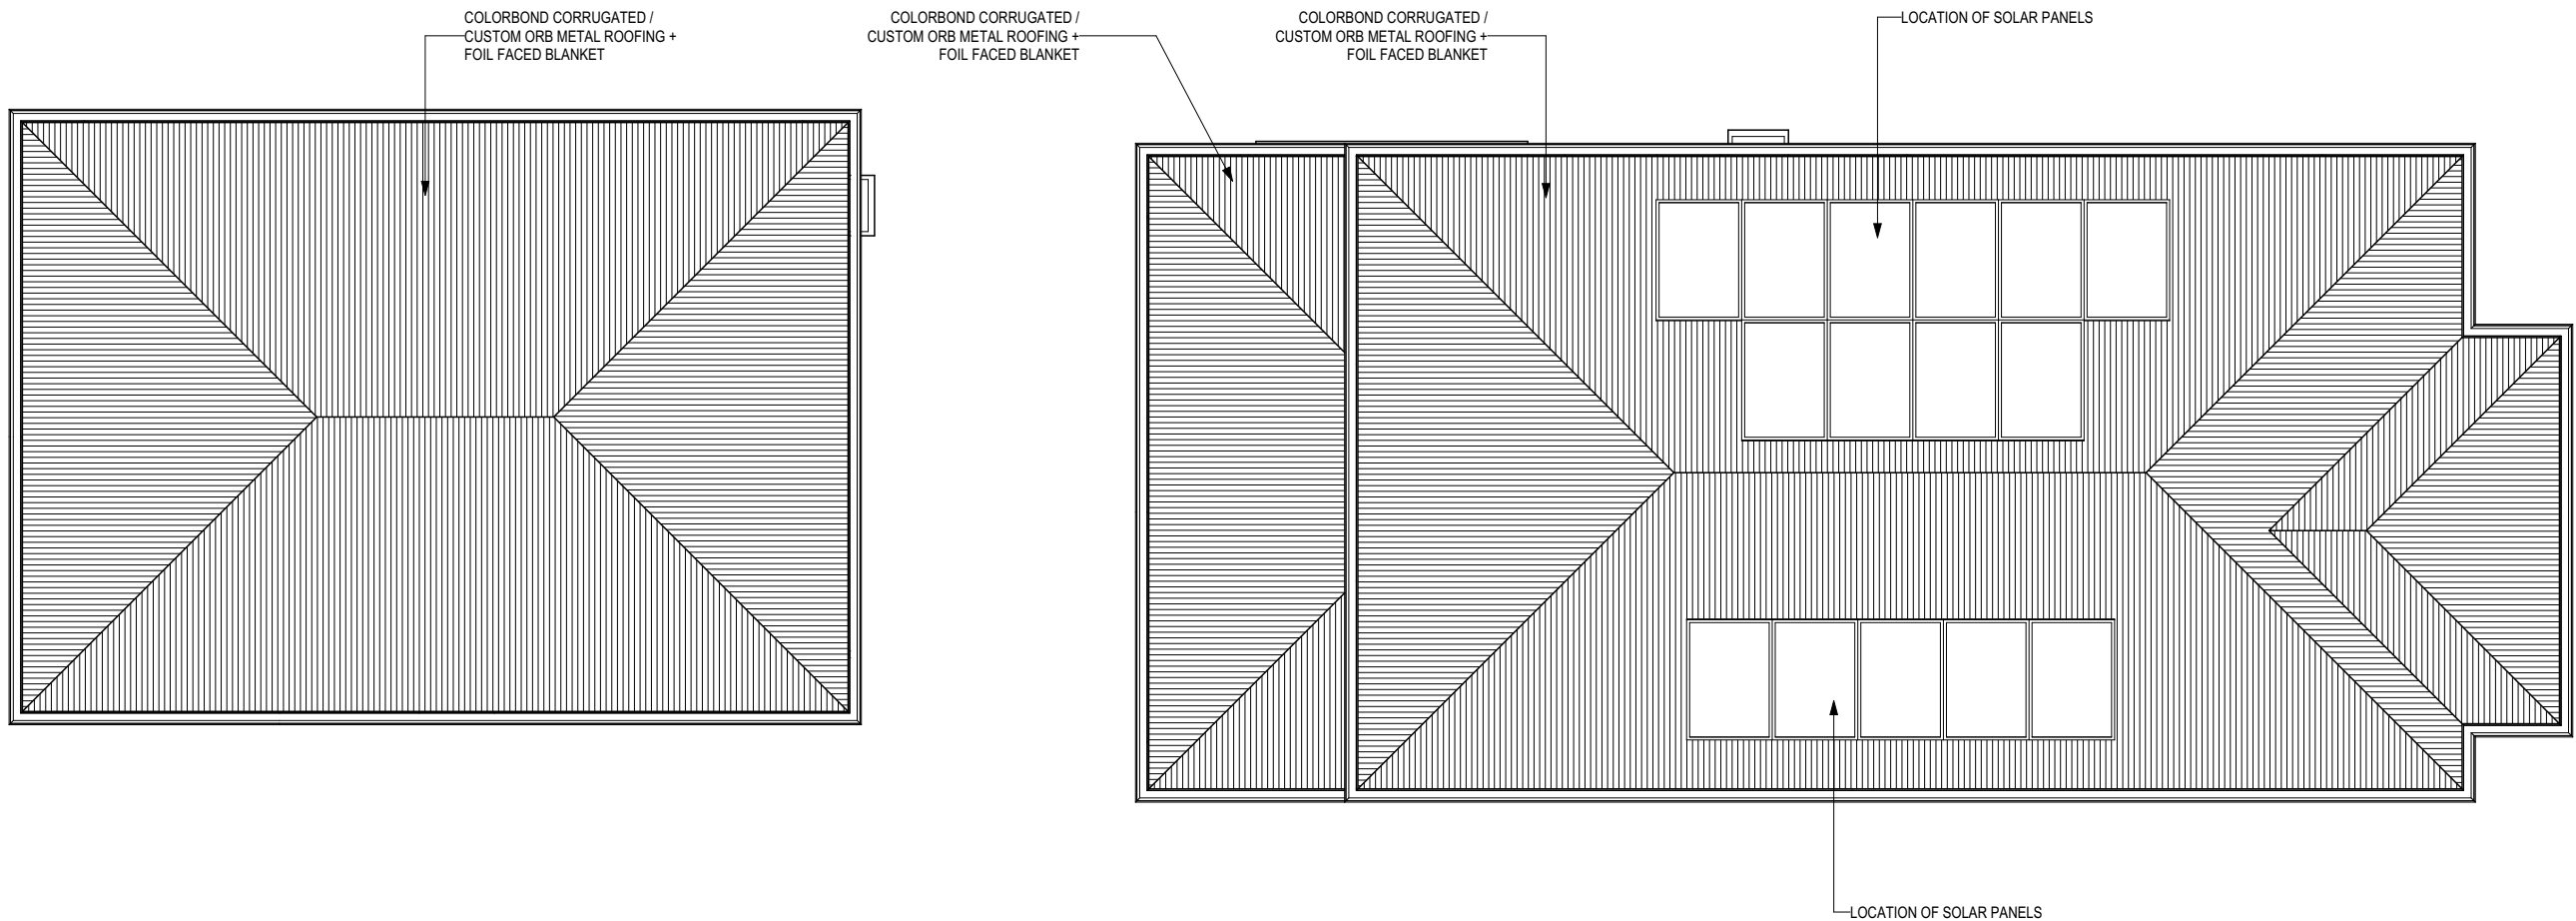 COLORBOND CORRUGATED /
CUSTOM ORB METAL ROOFING +
FOIL FACED BLANKET
COLORBOND CORRUGATED /
CUSTOM ORB METAL ROOFING +
FOIL FACED BLANKET
COLORBOND CORRUGATED /
CUSTOM ORB METAL ROOFING +
FOIL FACED BLANKET
LOCATION OF SOLAR PANELS
LOCATION OF SOLAR PANELS